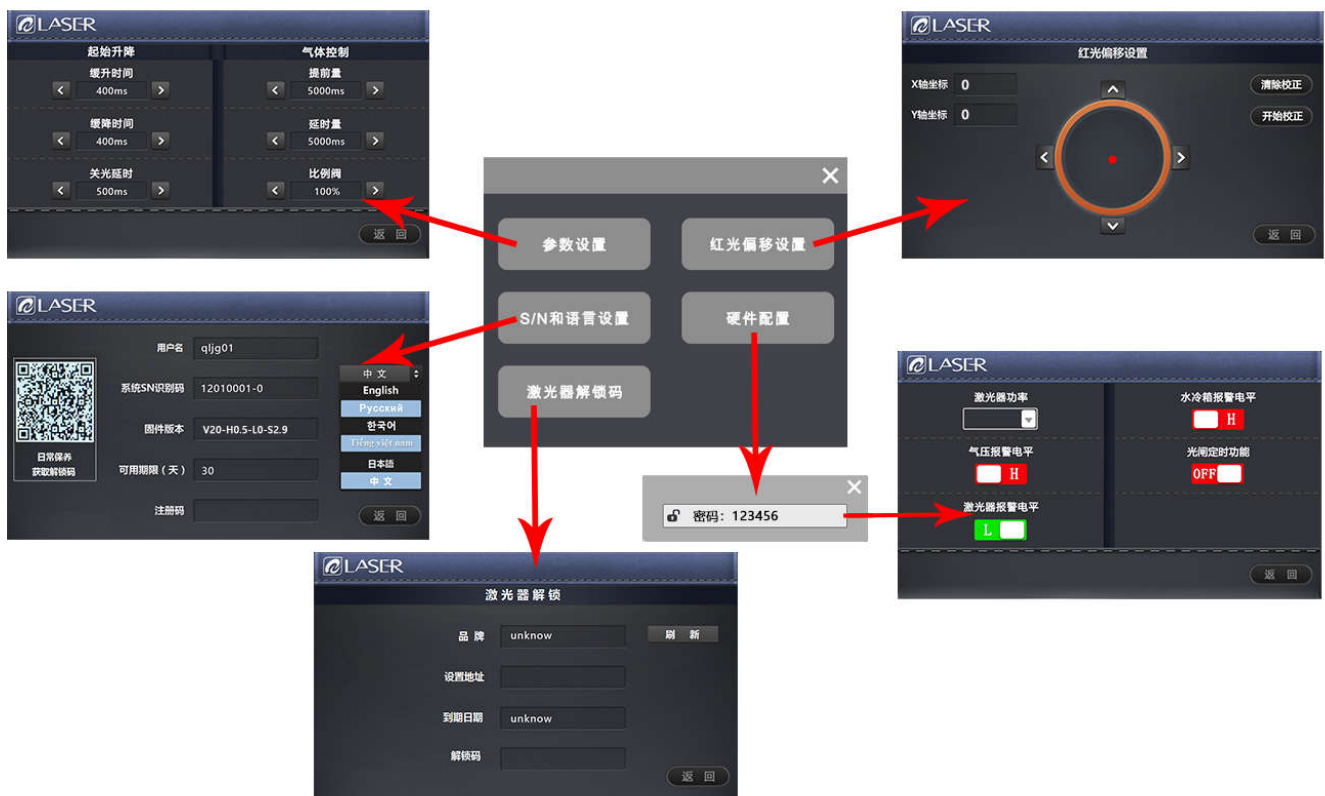 LASER
起始升降
气体控制
缓升时间
提前量
400ms
5000ms
缓降时间
延时量
400ms
5000ms
关光延时
比例阀
500ms
100%
返 回
LASER
红光偏移设置
X轴坐标 0
清除校正
Y轴坐标 0
开始校正
返 回
参数设置
红光偏移设置
S/N和语言设置
硬件配置
激光器解锁码
密码：123456
LASER
用户名 qljg01
系统SN识别码 12010001-0
固件版本 V20-H0.5-L0-S2.9
可用期限（天） 30
注册码
日常保养
获取解锁码
中 文
English
Русский
한국어
Tiếng việt nam
日本語
中 文
返 回
LASER
激光器功率
水冷箱报警电平
H
气压报警电平
光闸定时功能
H
OFF
激光器报警电平
L
返 回
LASER
激光器解锁
品 牌 unknow
刷 新
设置地址
到期日期 unknow
解锁码
返 回